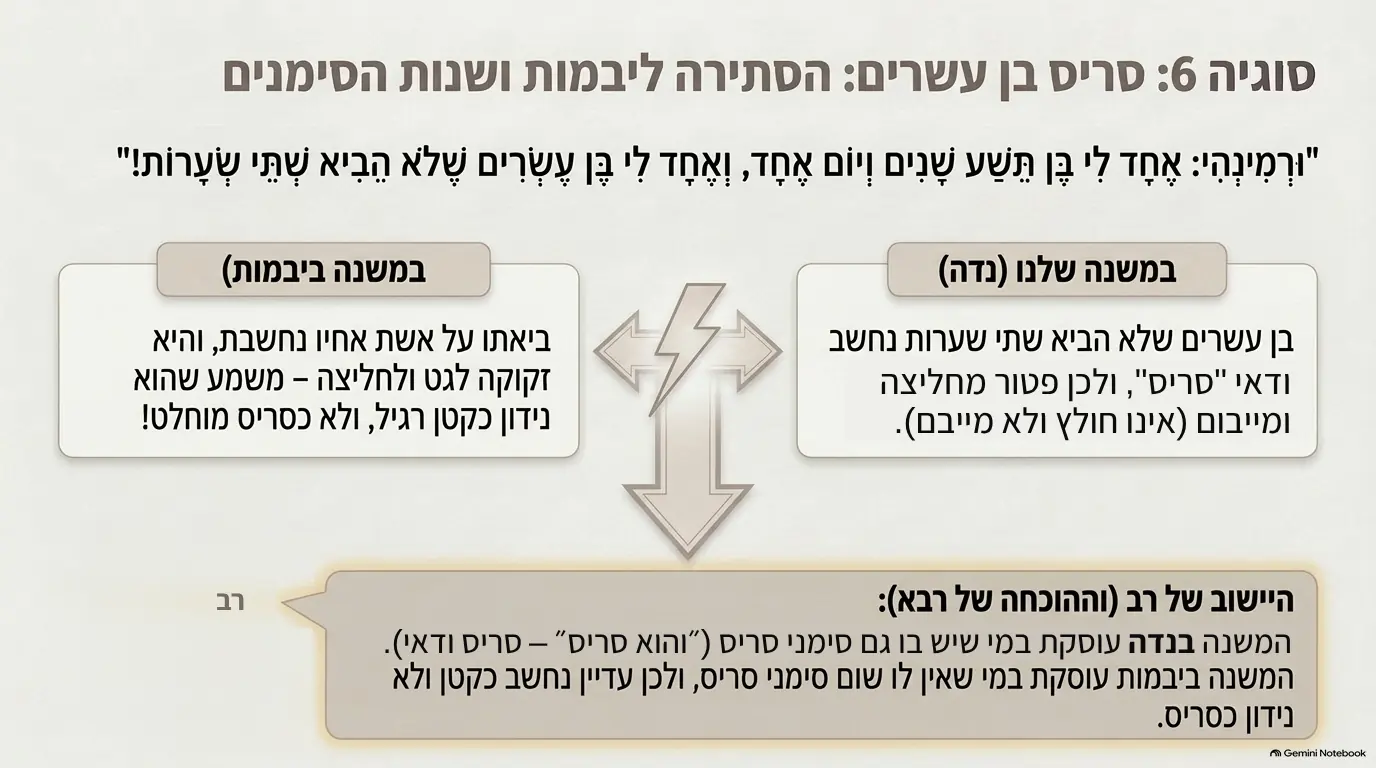 סוגיה 6: סריס בן עשרים: הסתירה ליבמות ושנות הסימנים
"וּרְמִינְהִי: אֶחָד לִי בֶּן תֵּשַׁע שָׁנִים וְיוֹם אֶחָד, וְאֶחָד לִי בֶּן עֶשְׂרִים שֶׁלֹּא הֵבִיא שְׁתֵּי שְׂעָרוֹת!"
במשנה שלנו (נדה)
בן עשרים שלא הביא שתי שערות נחשב
ודאי "סריס", ולכן פטור מחליצה
ומייבום (אינו חולץ ולא מייבם).
במשנה ביבמות)
ביאתו על אשת אחיו נחשבת, והיא
זקוקה לגט ולחליצה – משמע שהוא
נידון כקטן רגיל, ולא כסריס מוחלט!
היישוב של רב (וההוכחה של רבא):
המשנה בנדה עוסקת במי שיש בו גם סימני סריס ("והוא סריס" – סריס ודאי).
המשנה ביבמות עוסקת במי שאין לו שום סימני סריס, ולכן עדיין נחשב כקטן ולא
נידון כסריס.
רב
Gemini Notebook